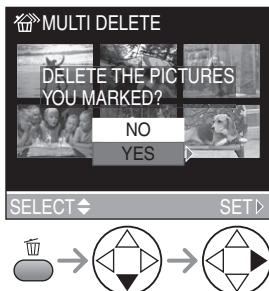 MULTI DELETE
DELETE THE PICTURES
YOU MARKED?
NO
YES
SELECT SET